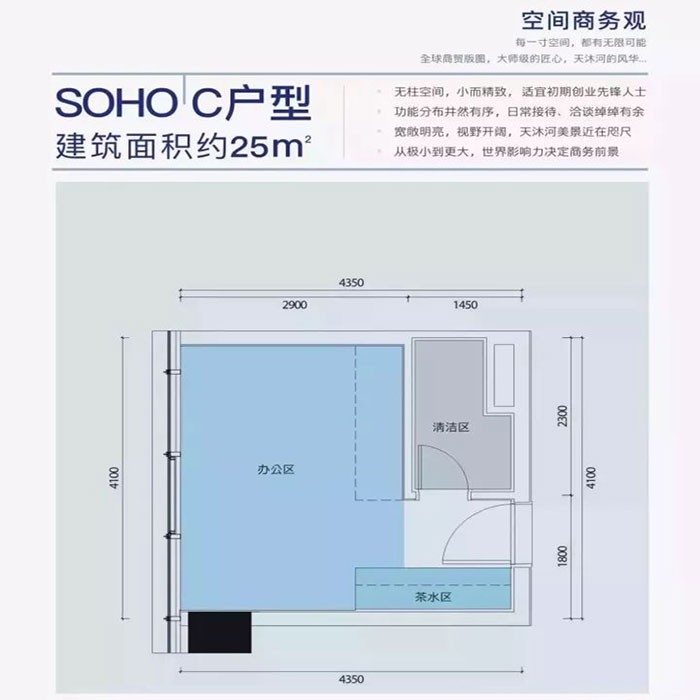 空间商务观
每一寸空间，都有无限可能
全球商贸版图，大师级的匠心，天沐河的风华...
SOHO C户型
建筑面积约25m²
· 无柱空间，小而精致，适宜初期创业先锋人士
· 功能分布井然有序，日常接待、洽谈绰绰有余
· 宽敞明亮，视野开阔，天沐河美景近在咫尺
· 从极小到更大，世界影响力决定商务前景
4350
2900
1450
4100
办公区
清洁区
2300
4100
1800
茶水区
4350